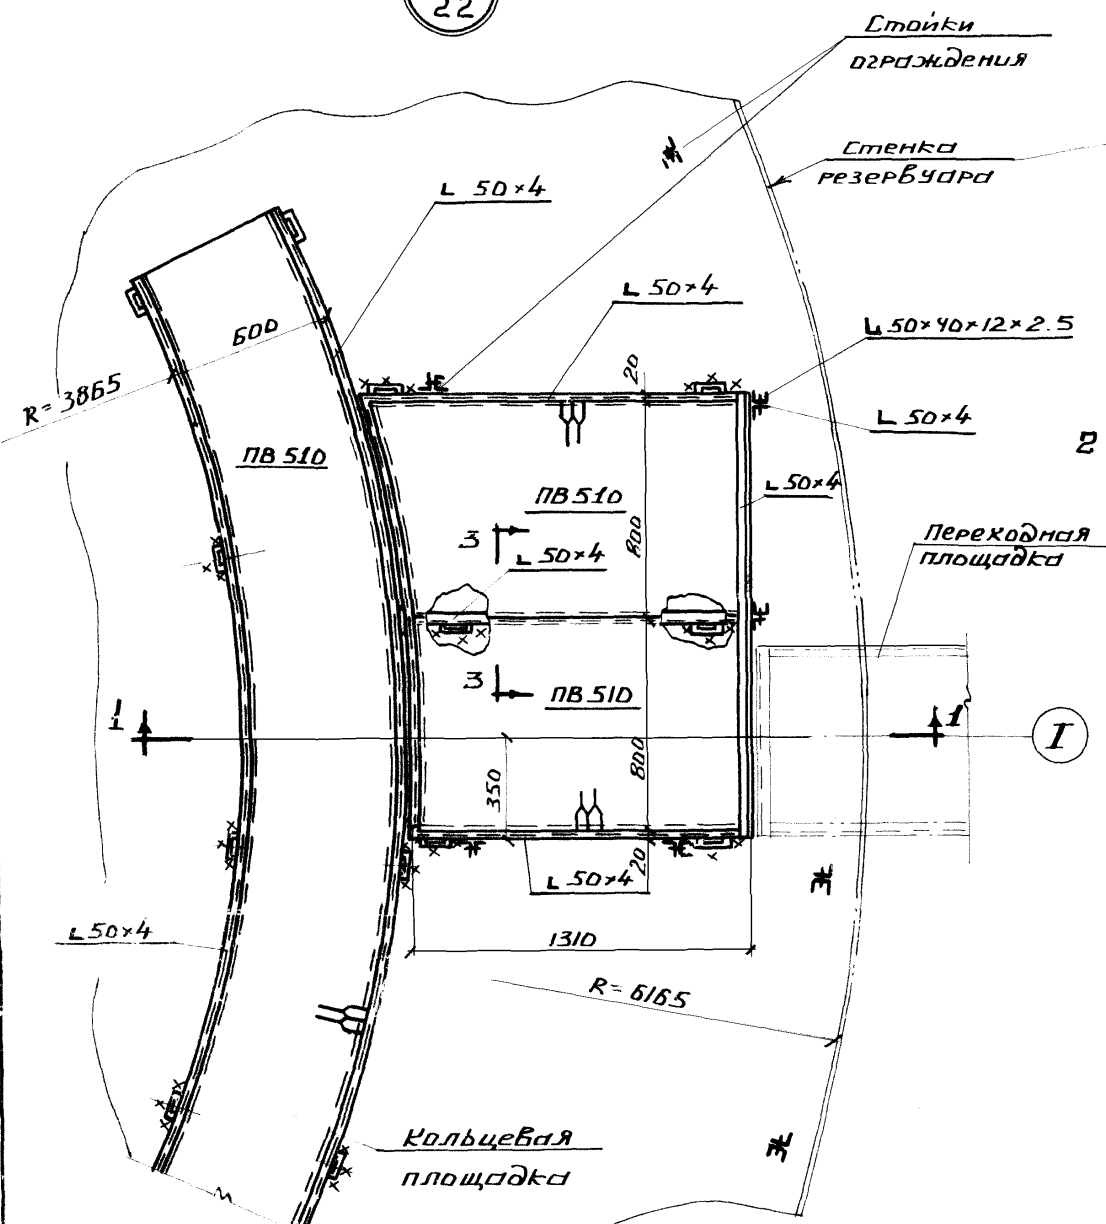 22
Стойки
ограждения
Стенка
резервуара
L 50×4
L 50×4
50×40×12×2.5
600
20
R=3865
L 50×4
2
ПВ 510
L 50×4
ПВ 510
Переходная
площадка
3
800
L 50×4
3
ПВ 510
1
1
I
800
350
20
L 50×4
L 50×4
1310
R=6165
Кольцевая
площадка